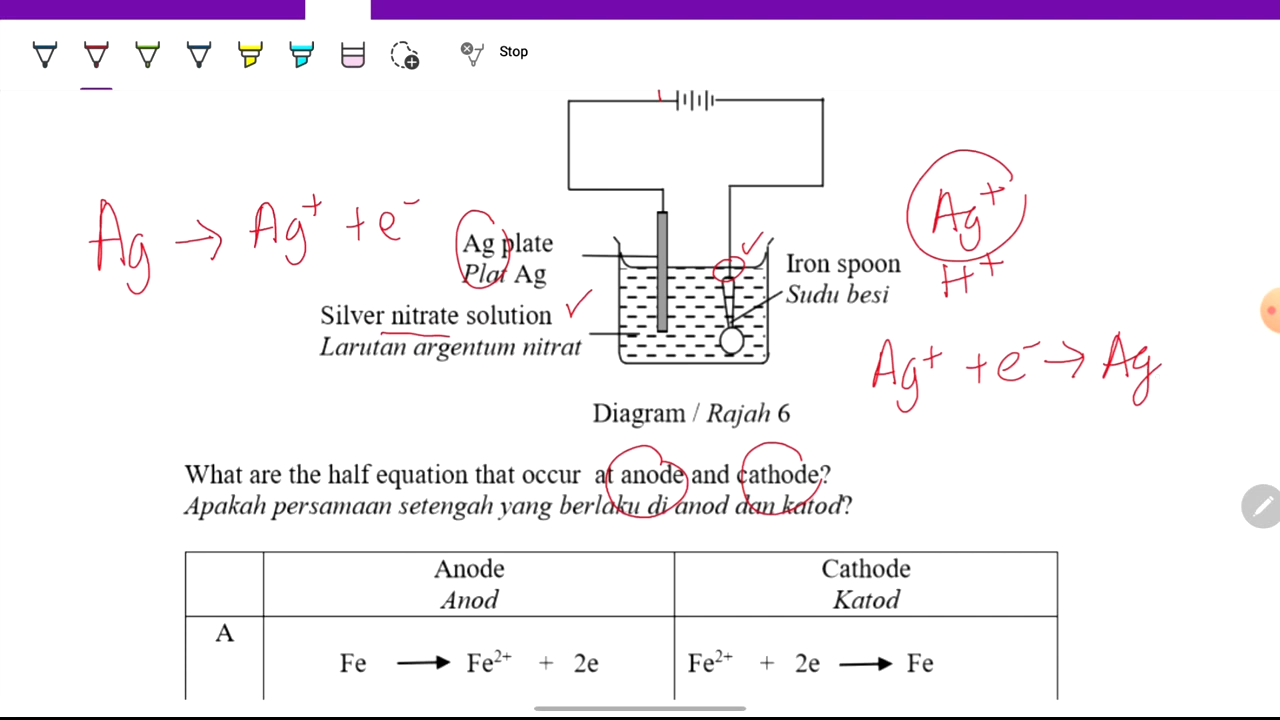 Stop
Ag → Ag⁺ + e⁻
Ag plate
Plat Ag
Silver nitrate solution
Larutan argentum nitrat
Iron spoon
Sudu besi
Ag⁺
H⁺
Ag⁺ + e⁻ → Ag
Diagram / Rajah 6
What are the half equation that occur at anode and cathode?
Apakah persamaan setengah yang berlaku di anod dan katod?
Anode Cathode
Anod Katod
A
Fe ⟶ Fe²⁺ + 2e Fe²⁺ + 2e ⟶ Fe